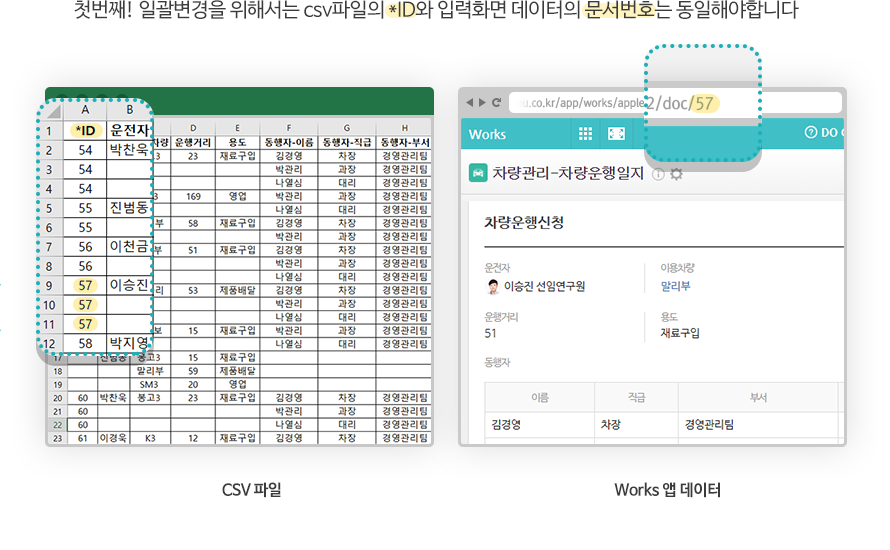 첫번째! 일괄변경을 위해서는 csv파일의 *ID와 입력화면 데이터의 문서번호는 동일해야합니다
A B
1 *ID 운전자
2 54 박찬욱
3 54
4 54
5 55 진범동
6 55
7 56 이천금
8 56
9 57 이승진
10 57
11 57
12 58 박지영
D E F G H
차량 운행거리 용도 동행자-이름 동행자-직급 동행자-부서
3 23 재료구입 김경영 차장 경영관리팀
박관리 과장 경영관리팀
나열심 대리 경영관리팀
3 169 영업 박관리 과장 경영관리팀
나열심 대리 경영관리팀
부 58 재료구입 김경영 차장 경영관리팀
박관리 과장 경영관리팀
부 51 재료구입 김경영 차장 경영관리팀
박관리 과장 경영관리팀
나열심 대리 경영관리팀
리 53 제품배달 김경영 차장 경영관리팀
박관리 과장 경영관리팀
나열심 대리 경영관리팀
보 15 재료구입 박관리 과장 경영관리팀
나열심 대리 경영관리팀
17 봉고3 15 재료구입
18 말리부 59 제품배달
19 SM3 20 영업
20 60 박찬욱 봉고3 23 재료구입 김경영 차장 경영관리팀
21 60 박관리 과장 경영관리팀
22 60 나열심 대리 경영관리팀
23 61 이경욱 K3 12 재료구입 김경영 차장 경영관리팀
CSV 파일
.co.kr/app/works/apple 2/doc/57
Works DO
차량관리-차량운행일지
차량운행신청
운전자 이용차량
이승진 선임연구원 말리부
운행거리 용도
51 재료구입
동행자
이름 직급 부서
김경영 차장 경영관리팀
Works 앱 데이터